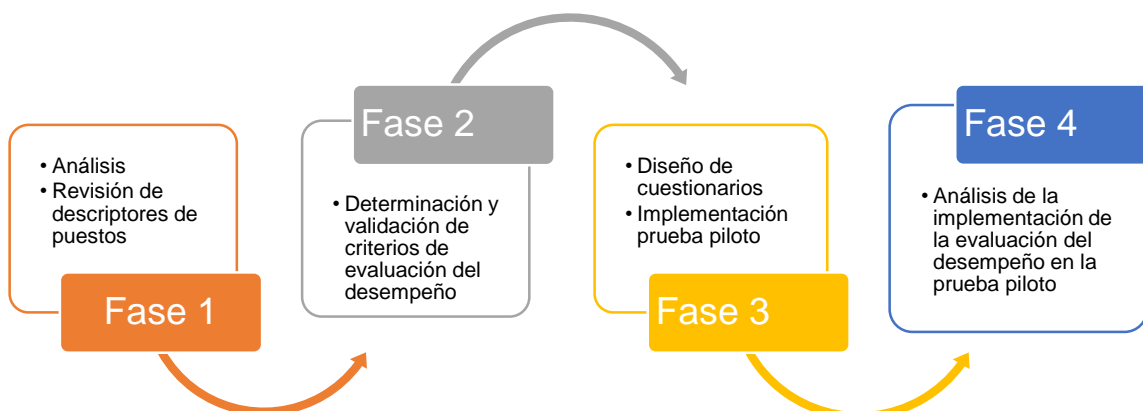 • Análisis
• Revisión de
descriptores de
puestos
Fase 1
Fase 2
• Determinación y
validación de
criterios de
evaluación del
desempeño
• Diseño de
cuestionarios
• Implementación
prueba piloto
Fase 3
Fase 4
• Análisis de la
implementación de
la evaluación del
desempeño en la
prueba piloto